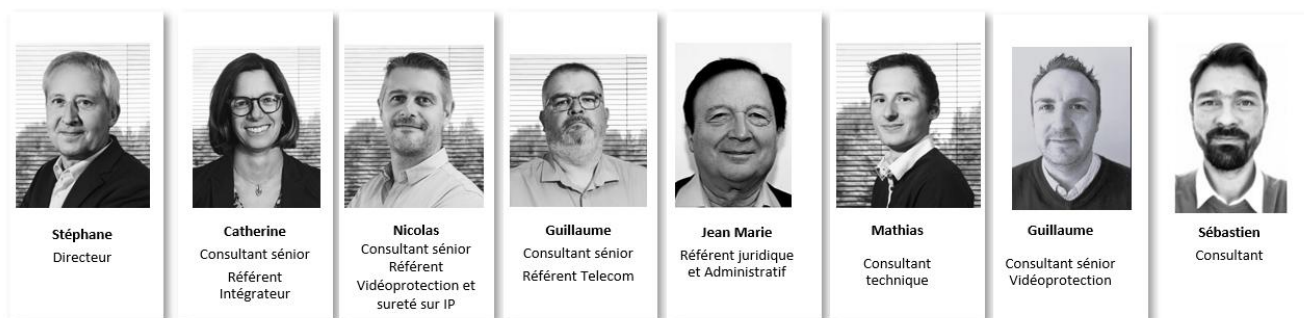 Stéphane
Directeur
Catherine
Consultant sénior
Référent
Intégrateur
Nicolas
Consultant sénior
Référent
Vidéoprotection et
sureté sur IP
Guillaume
Consultant sénior
Référent Telecom
Jean Marie
Référent juridique
et Administratif
Mathias
Consultant
technique
Guillaume
Consultant sénior
Vidéoprotection
Sébastien
Consultant